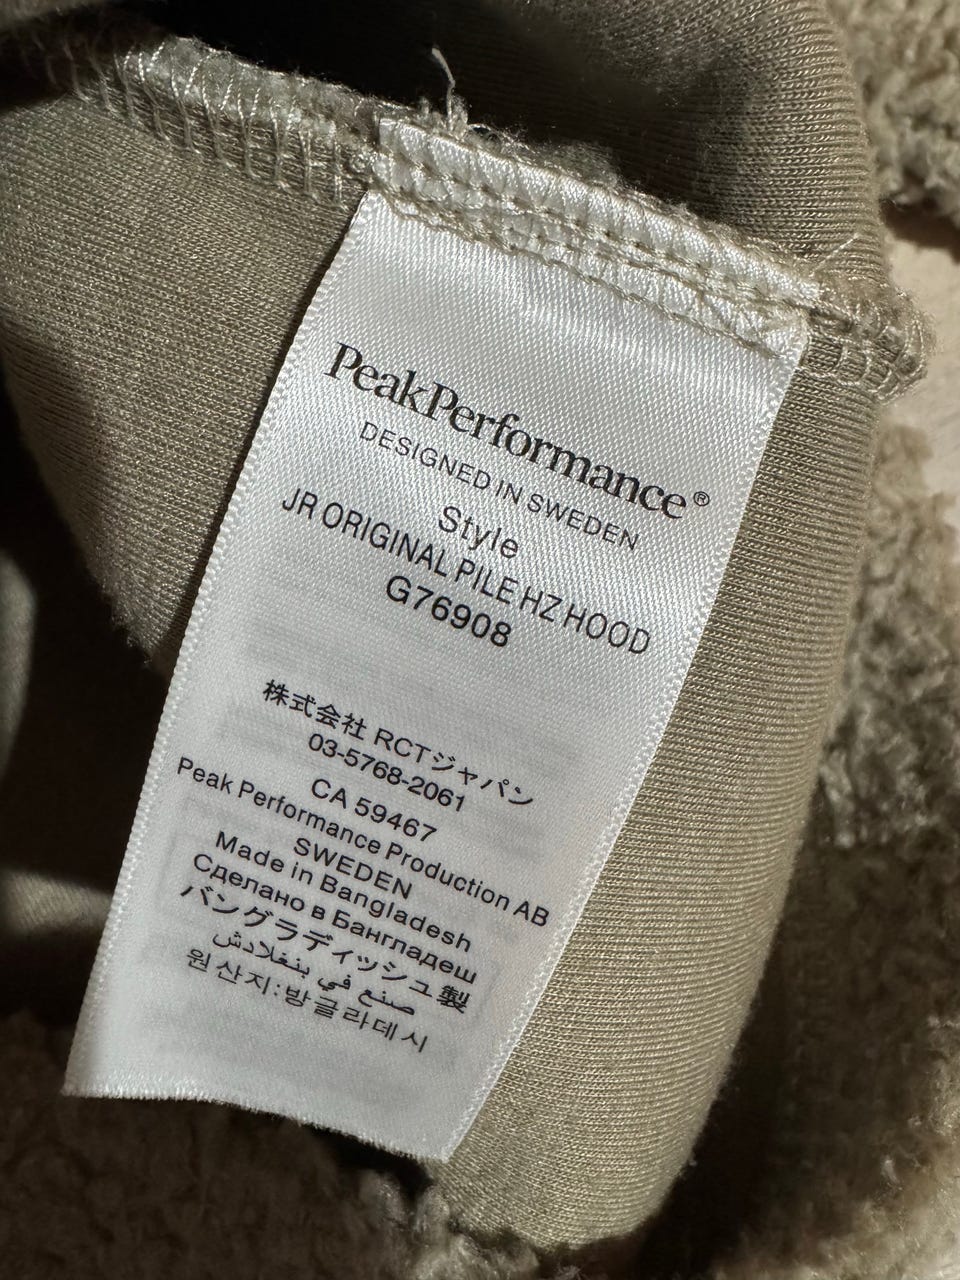 PeakPerformance®
DESIGNED IN SWEDEN
Style
JR ORIGINAL PILE HZ HOOD
G76908
株式会社 RCTジャパン
03-5768-2061
CA 59467
Peak Performance Production AB
SWEDEN
Made in Bangladesh
Сделано в Бангладеш
バングラディッシュ製
صنع في بنغلادش
원산지:방글라데시